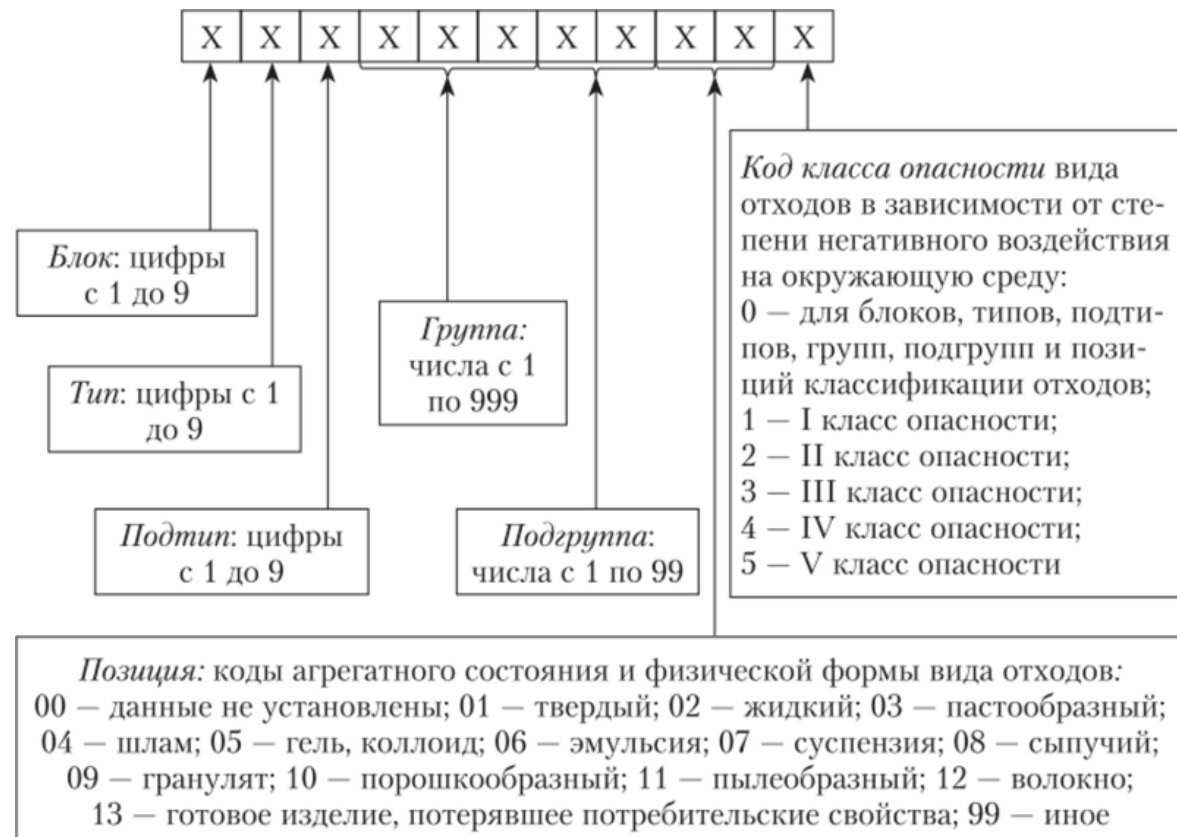 X X X X X X X X X X X
Блок: цифры
с 1 до 9
Тип: цифры с 1
до 9
Подтип: цифры
с 1 до 9
Группа:
числа с 1
по 999
Подгруппа:
числа с 1 по 99
Код класса опасности вида
отходов в зависимости от сте-
пени негативного воздействия
на окружающую среду:
0 — для блоков, типов, подти-
пов, групп, подгрупп и пози-
ций классификации отходов;
1 — I класс опасности;
2 — II класс опасности;
3 — III класс опасности;
4 — IV класс опасности;
5 — V класс опасности
Позиция: коды агрегатного состояния и физической формы вида отходов:
00 — данные не установлены; 01 — твердый; 02 — жидкий; 03 — пастообразный;
04 — шлам; 05 — гель, коллоид; 06 — эмульсия; 07 — суспензия; 08 — сыпучий;
09 — гранулят; 10 — порошкообразный; 11 — пылеобразный; 12 — волокно;
13 — готовое изделие, потерявшее потребительские свойства; 99 — иное